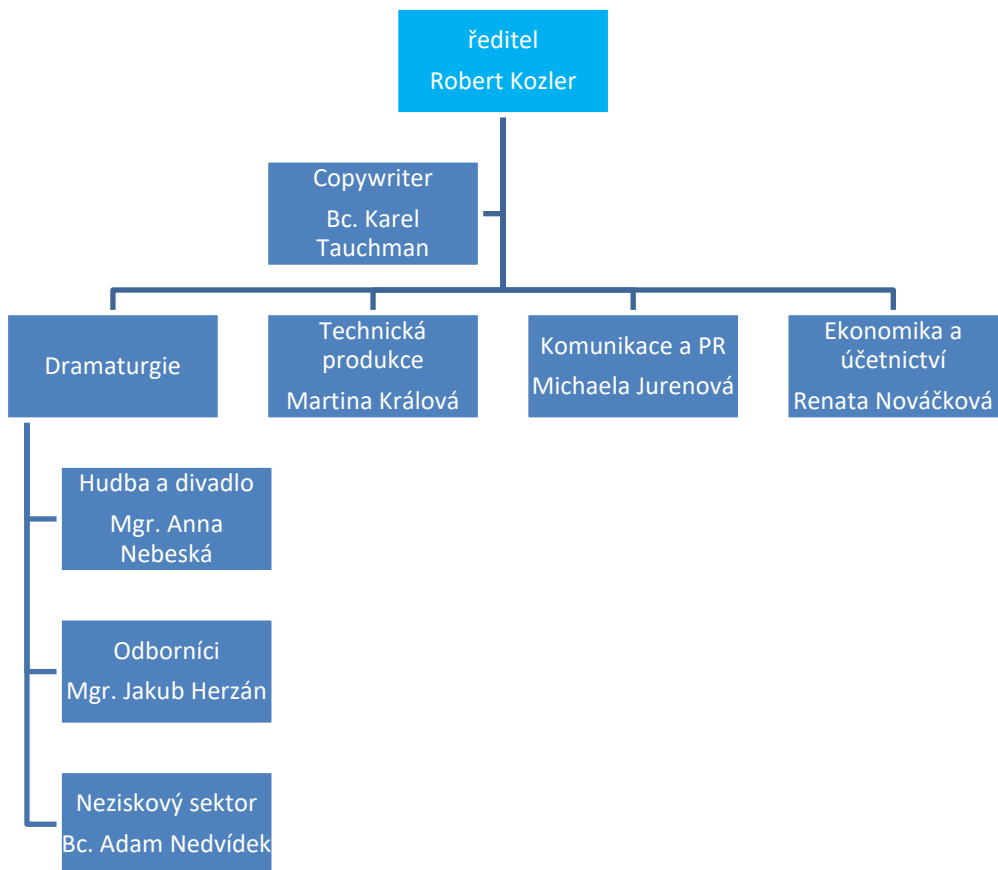 ředitel
Robert Kozler
Copywriter
Bc. Karel
Tauchman
Dramaturgie
Technická
produkce
Martina Králová
Komunikace a PR
Michaela Jurenová
Ekonomika a
účetnictví
Renata Nováčková
Hudba a divadlo
Mgr. Anna
Nebeská
Odborníci
Mgr. Jakub Herzán
Neziskový sektor
Bc. Adam Nedvídek